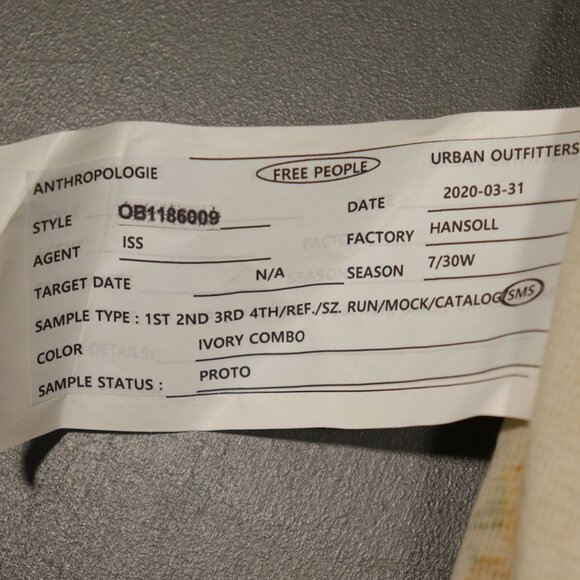 ANTHROPOLOGIE FREE PEOPLE URBAN OUTFITTERS
STYLE OB1186009 DATE 2020-03-31
AGENT ISS FACTORY HANSOLL
TARGET DATE N/A SEASON 7/30W
SAMPLE TYPE : 1ST 2ND 3RD 4TH/REF./SZ. RUN/MOCK/CATALOG/SMS
COLOR IVORY COMBO
SAMPLE STATUS : PROTO